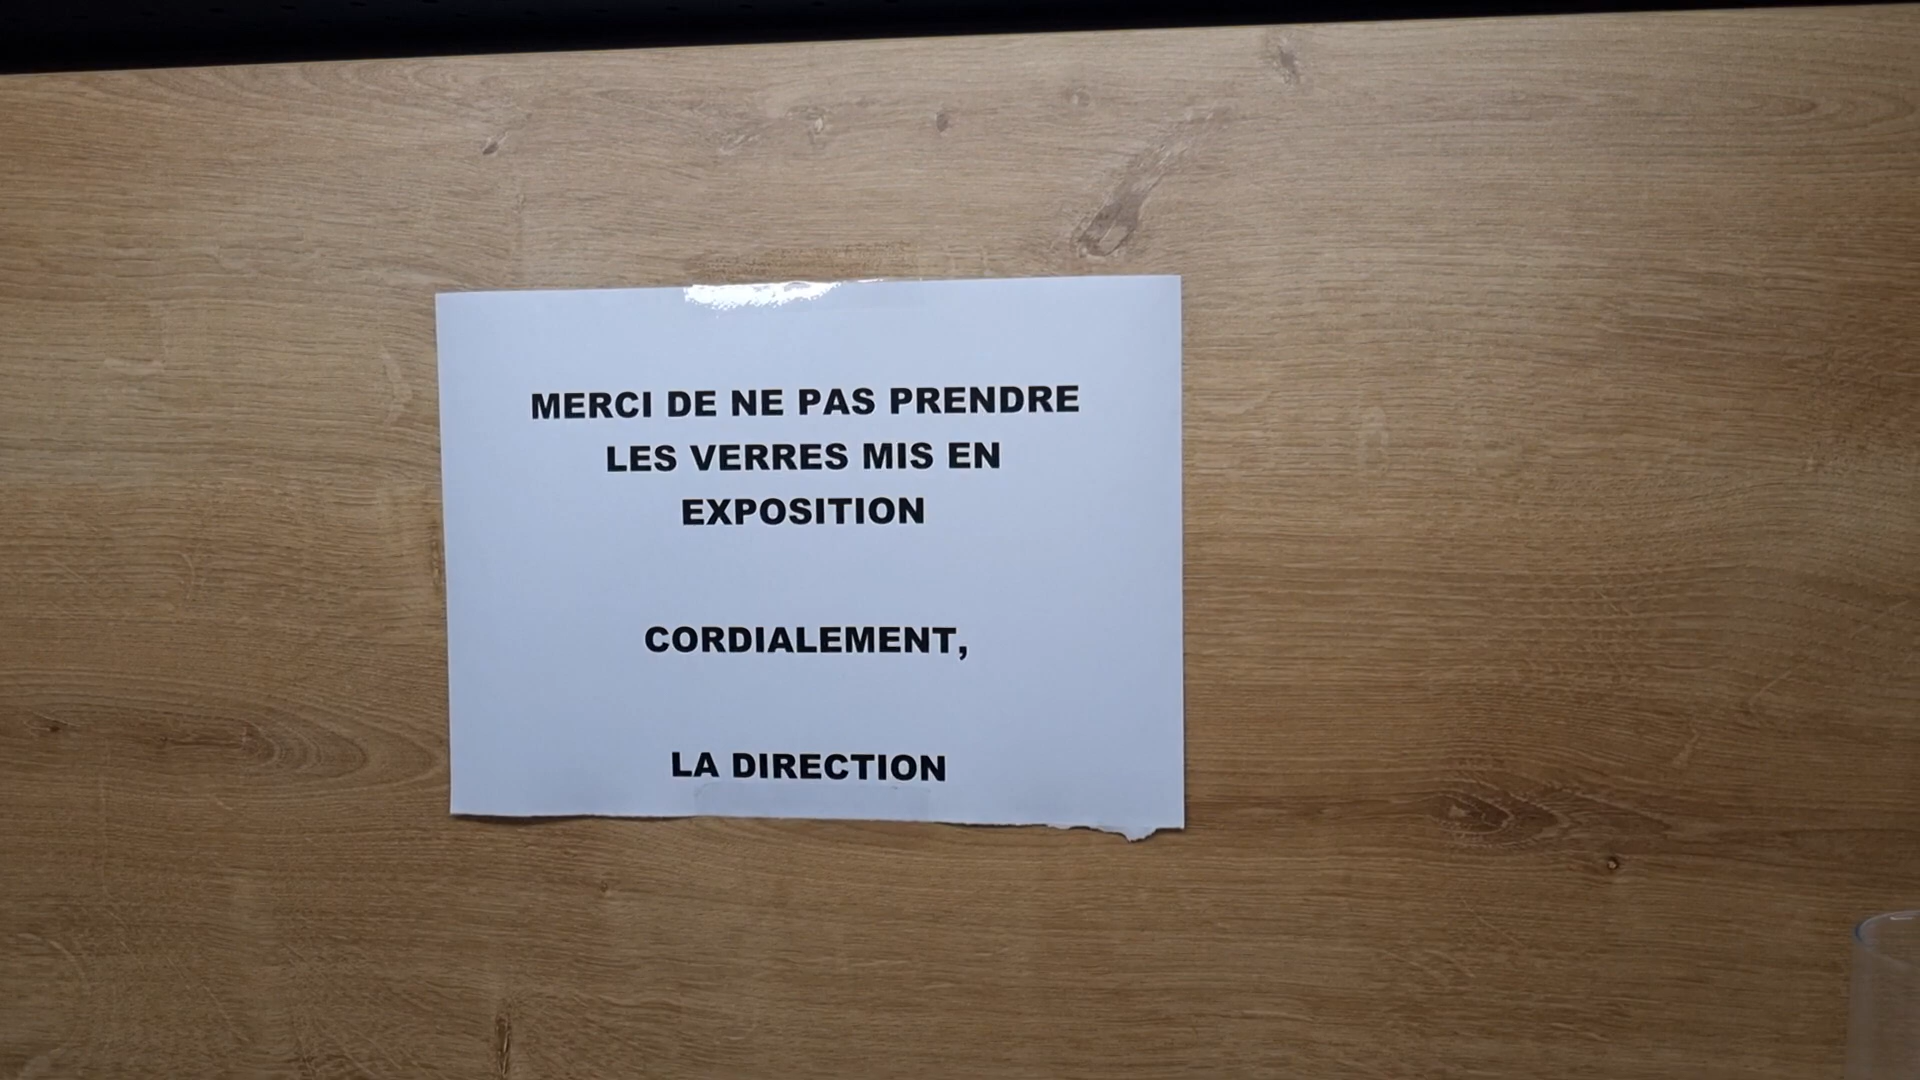 MERCI DE NE PAS PRENDRE
LES VERRES MIS EN
EXPOSITION
CORDIALEMENT,
LA DIRECTION